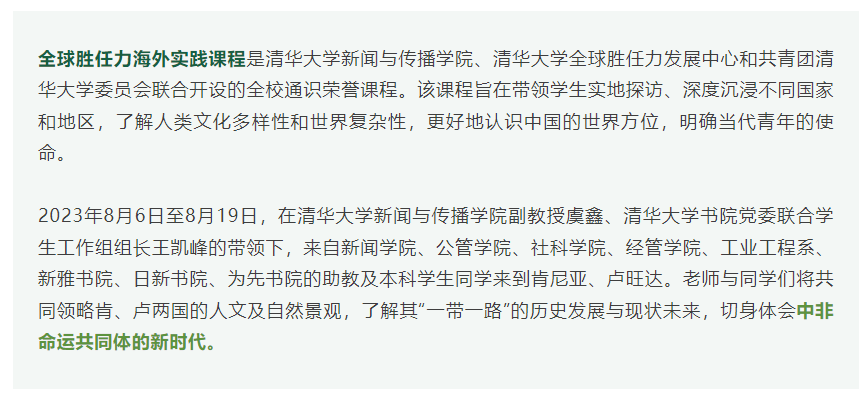 全球胜任力海外实践课程是清华大学新闻与传播学院、清华大学全球胜任力发展中心和共青团清
华大学委员会联合开设的全校通识荣誉课程。该课程旨在带领学生实地探访、深度沉浸不同国家
和地区，了解人类文化多样性和世界复杂性，更好地认识中国的世界方位，明确当代青年的使
命。
2023年8月6日至8月19日，在清华大学新闻与传播学院副教授虞鑫、清华大学书院党委联合学
生工作组组长王凯峰的带领下，来自新闻学院、公管学院、社科学院、经管学院、工业工程系、
新雅书院、日新书院、为先书院的助教及本科学生同学来到肯尼亚、卢旺达。老师与同学们将共
同领略肯、卢两国的人文及自然景观，了解其“一带一路”的历史发展与现状未来，切身体会中非
命运共同体的新时代。